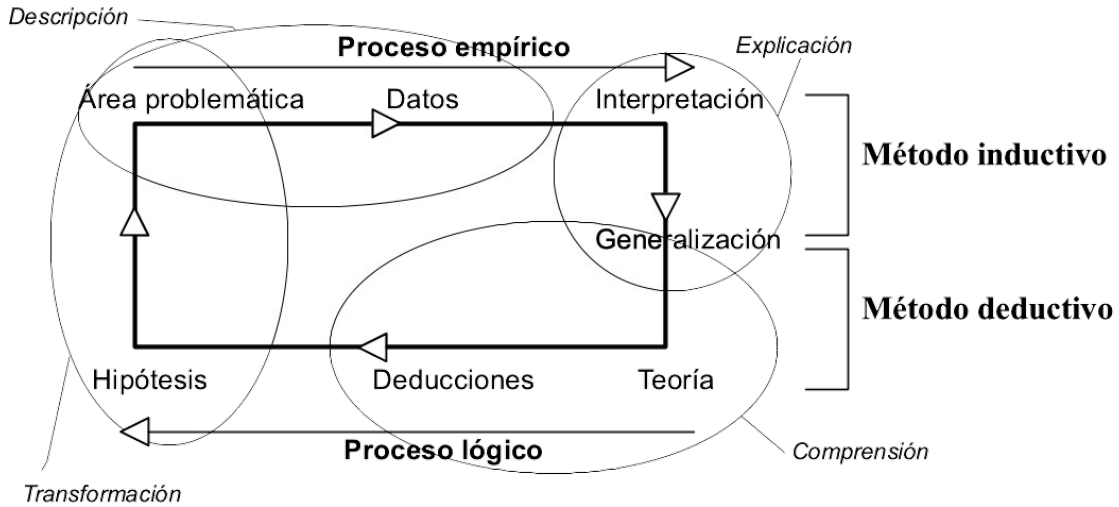 Descripción
Proceso empírico
Explicación
Área problemática
Datos
Interpretación
Método inductivo
Generalización
Método deductivo
Hipótesis
Deducciones
Teoría
Proceso lógico
Comprensión
Transformación